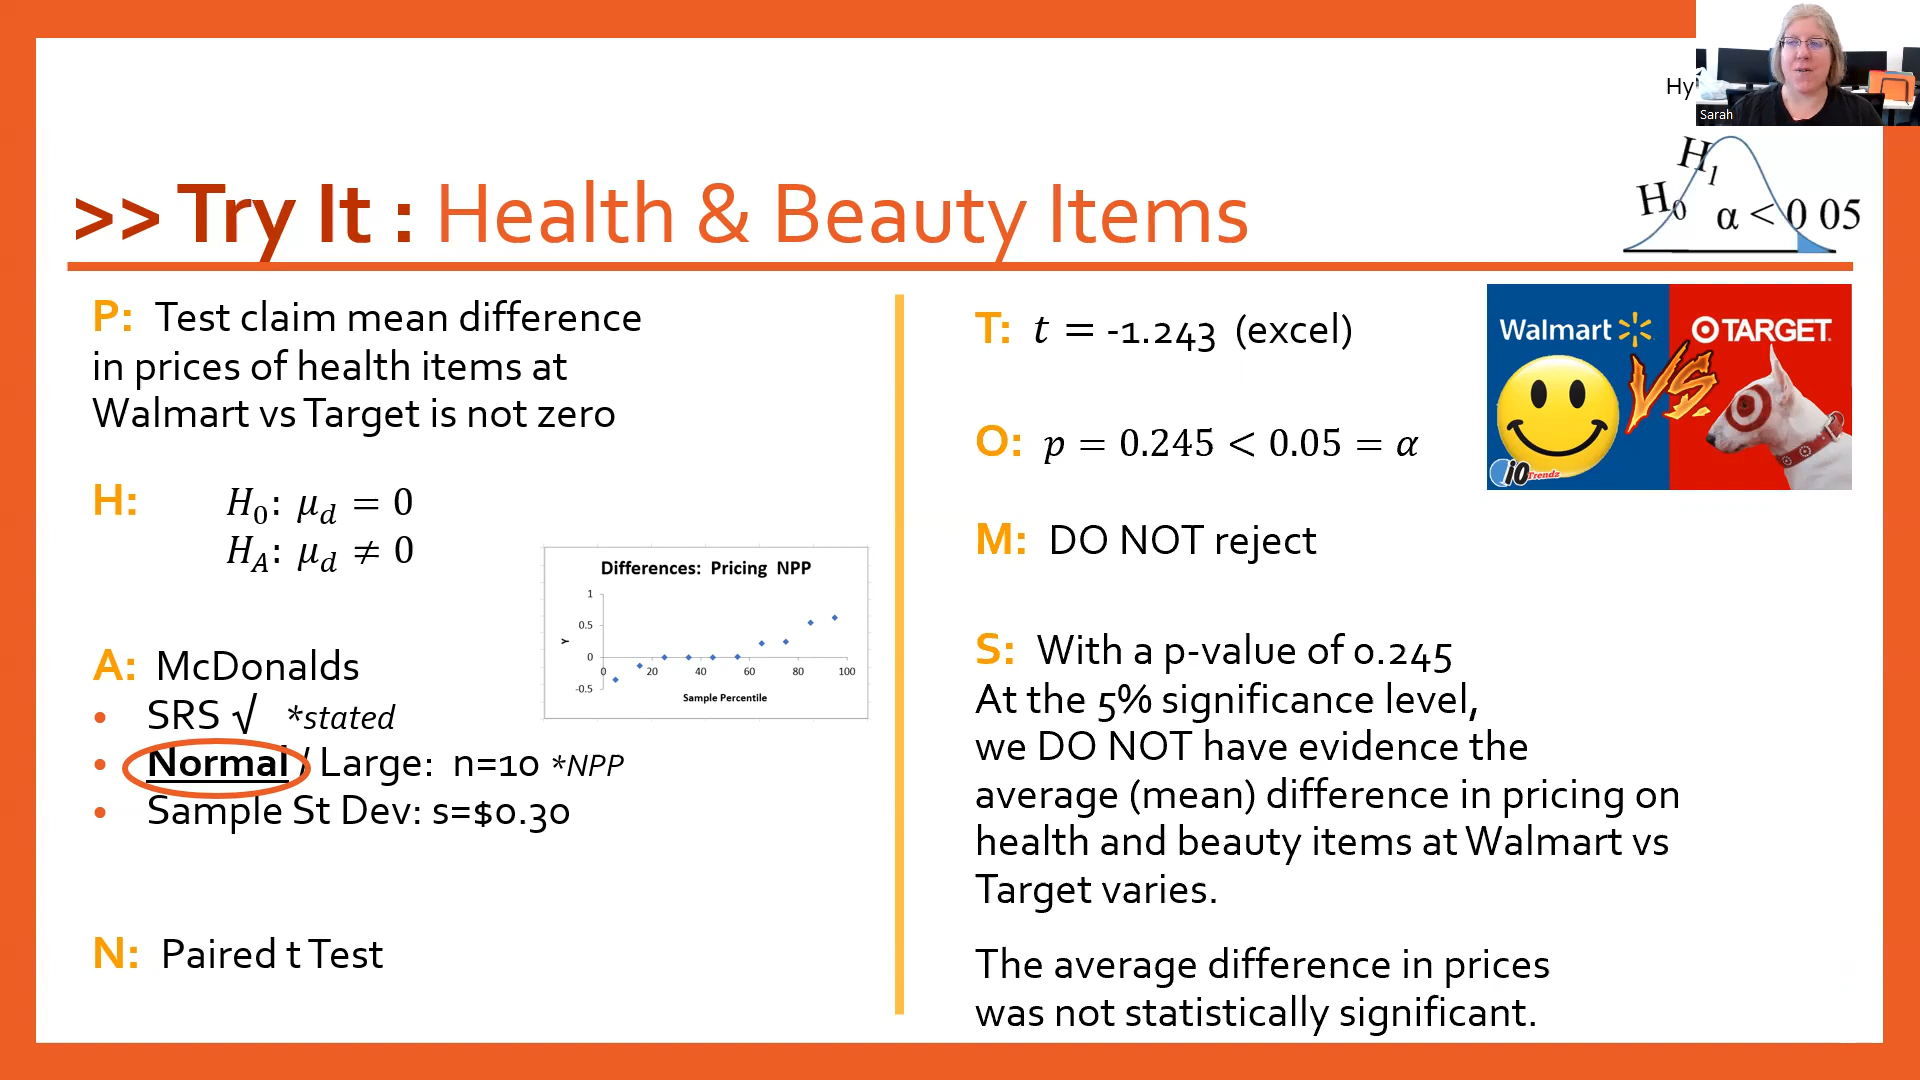 Hy
Sarah
H1
H0 α < 0 05
>> Try It : Health & Beauty Items
P: Test claim mean difference
in prices of health items at
Walmart vs Target is not zero
H: H₀: μ_d = 0
H_A: μ_d ≠ 0
Differences: Pricing NPP
1
0.5
0
-0.5
Y
0 20 40 60 80 100
Sample Percentile
A: McDonalds
• SRS √ *stated
• Normal / Large: n=10 *NPP
• Sample St Dev: s=$0.30
N: Paired t Test
T: t = -1.243 (excel)
O: p = 0.245 < 0.05 = α
M: DO NOT reject
S: With a p-value of 0.245
At the 5% significance level,
we DO NOT have evidence the
average (mean) difference in pricing on
health and beauty items at Walmart vs
Target varies.
The average difference in prices
was not statistically significant.
Walmart
TARGET
VS
iO Trendz